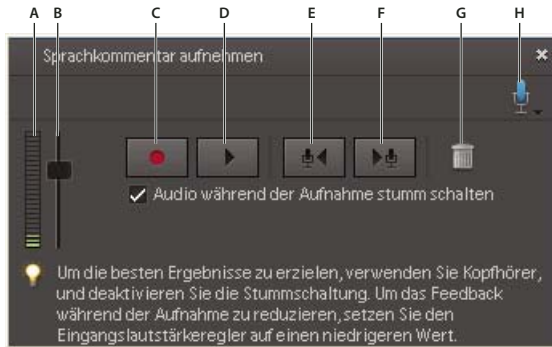 A B C D E F G H
Sprachkommentar aufnehmen
Audio während der Aufnahme stumm schalten
Um die besten Ergebnisse zu erzielen, verwenden Sie Kopfhörer,
und deaktivieren Sie die Stummschaltung. Um das Feedback
während der Aufnahme zu reduzieren, setzen Sie den
Eingangslautstärkeregler auf einen niedrigeren Wert.